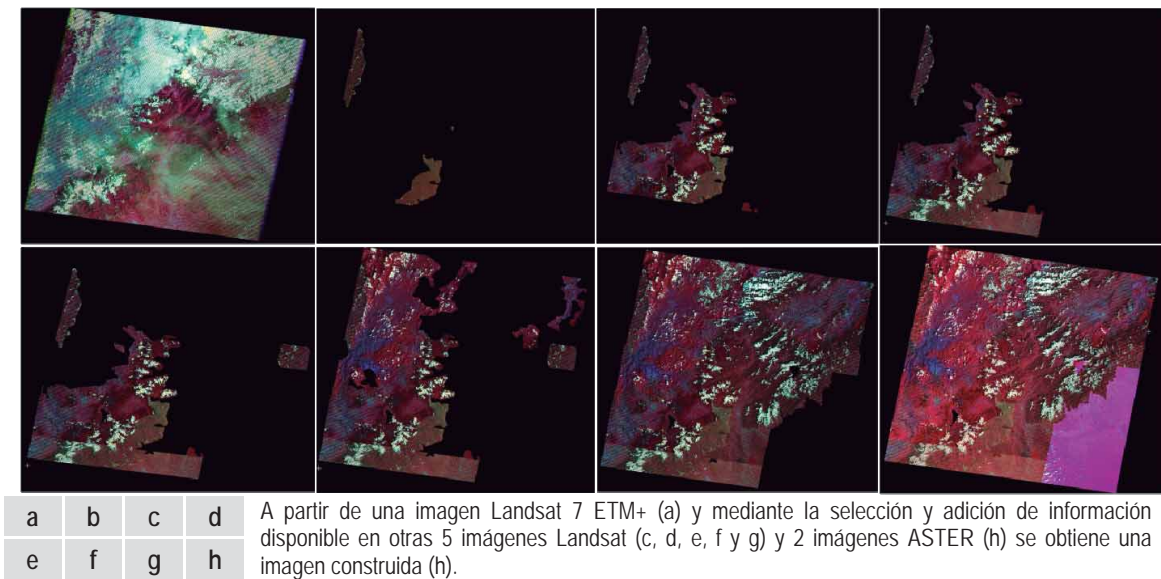 a b c d
e f g h
A partir de una imagen Landsat 7 ETM+ (a) y mediante la selección y adición de información
disponible en otras 5 imágenes Landsat (c, d, e, f y g) y 2 imágenes ASTER (h) se obtiene una
imagen construida (h).